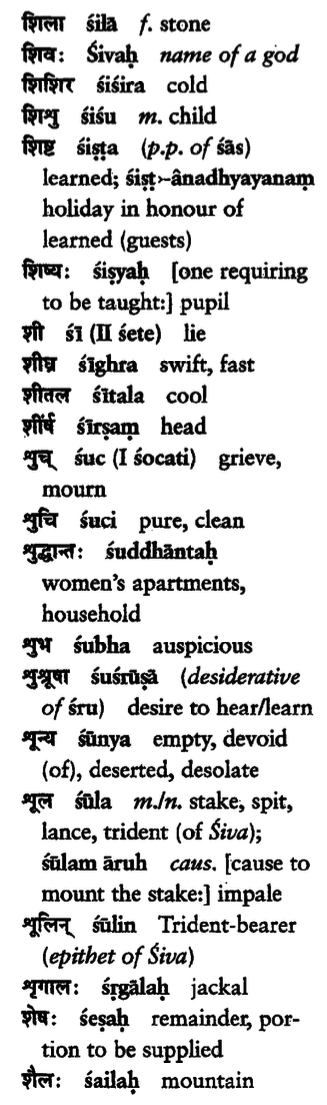 शिला śilā f. stone
शिव: Śivaḥ name of a god
शिशिर śiśira cold
शिशु śiśu m. child
शिष्ट śiṣṭa (p.p. of śās)
learned; śiṣṭ>-ânadhyayanaṃ
holiday in honour of
learned (guests)
शिष्य: śiṣyaḥ [one requiring
to be taught:] pupil
शी śī (II śete) lie
शीघ्र śīghra swift, fast
शीतल śītala cool
शीर्षं śīrṣaṃ head
शुच् śuc (I śocati) grieve,
mourn
शुचि śuci pure, clean
शुद्धान्त: śuddhāntaḥ
women's apartments,
household
शुभ śubha auspicious
शुश्रूषा śuśrūṣā (desiderative
of śru) desire to hear/learn
शून्य śūnya empty, devoid
(of), deserted, desolate
शूल śūla m./n. stake, spit,
lance, trident (of Śiva);
śūlam āruh caus. [cause to
mount the stake:] impale
शूलिन् śūlin Trident-bearer
(epithet of Śiva)
शृगाल: śṛgālaḥ jackal
शेष: śeṣaḥ remainder, por-
tion to be supplied
शैल: śailaḥ mountain